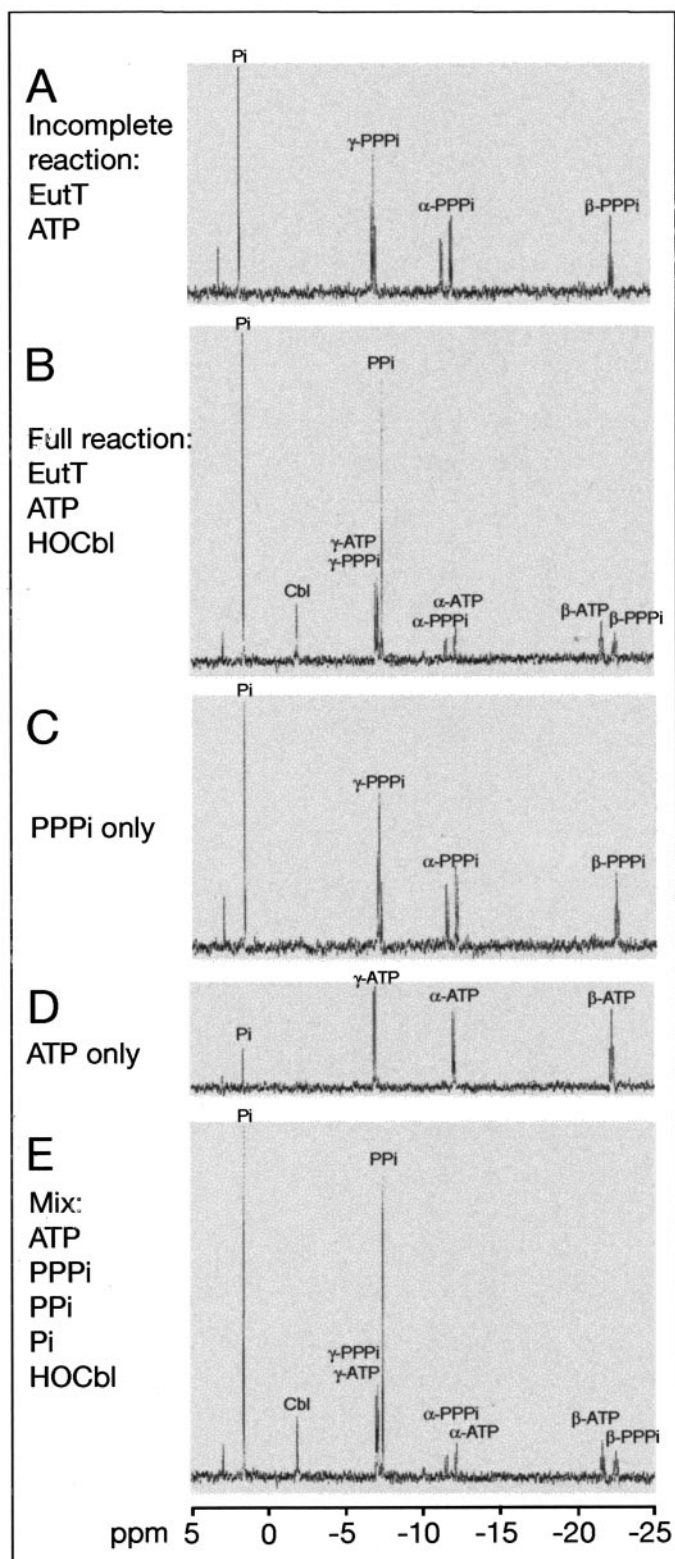 Pi
A
Incomplete
reaction:
EutT
ATP
γ-PPPi
α-PPPi
β-PPPi
Pi
B
Full reaction:
EutT
ATP
HOCbl
PPi
γ-ATP
γ-PPPi
Cbl
α-ATP
α-PPPi
β-ATP
β-PPPi
Pi
C
PPPi only
γ-PPPi
α-PPPi
β-PPPi
D
ATP only
γ-ATP
α-ATP
β-ATP
Pi
Pi
E
Mix:
ATP
PPPi
PPi
Pi
HOCbl
PPi
γ-PPPi
γ-ATP
Cbl
α-PPPi
α-ATP
β-ATP
β-PPPi
ppm 5 0 -5 -10 -15 -20 -25